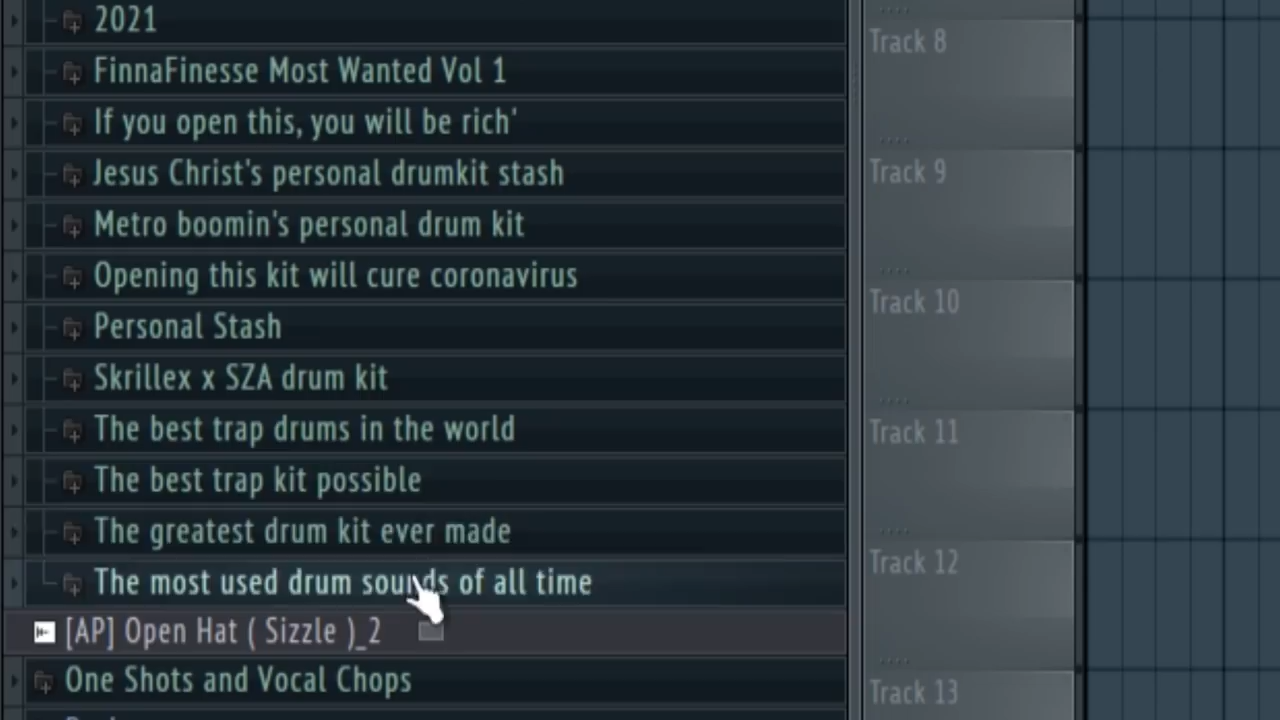 2021
FinnaFinesse Most Wanted Vol 1
If you open this, you will be rich'
Jesus Christ's personal drumkit stash
Metro boomin's personal drum kit
Opening this kit will cure coronavirus
Personal Stash
Skrillex x SZA drum kit
The best trap drums in the world
The best trap kit possible
The greatest drum kit ever made
The most used drum sounds of all time
[AP] Open Hat ( Sizzle )_2
One Shots and Vocal Chops
Track 8
Track 9
Track 10
Track 11
Track 12
Track 13